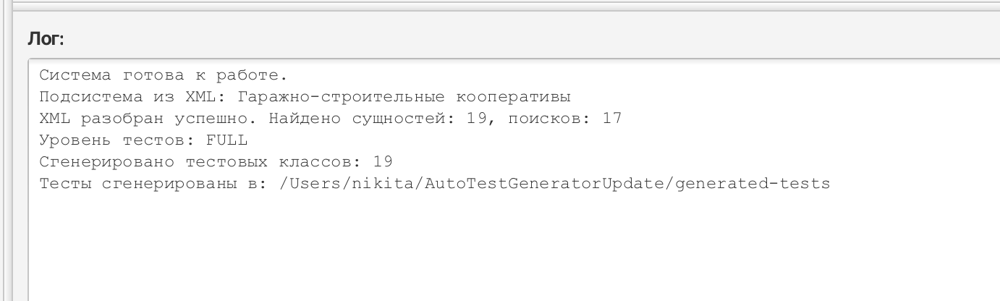 Лог:
Система готова к работе.
Подсистема из XML: Гаражно-строительные кооперативы
XML разобран успешно. Найдено сущностей: 19, поисков: 17
Уровень тестов: FULL
Сгенерировано тестовых классов: 19
Тесты сгенерированы в: /Users/nikita/AutoTestGeneratorUpdate/generated-tests